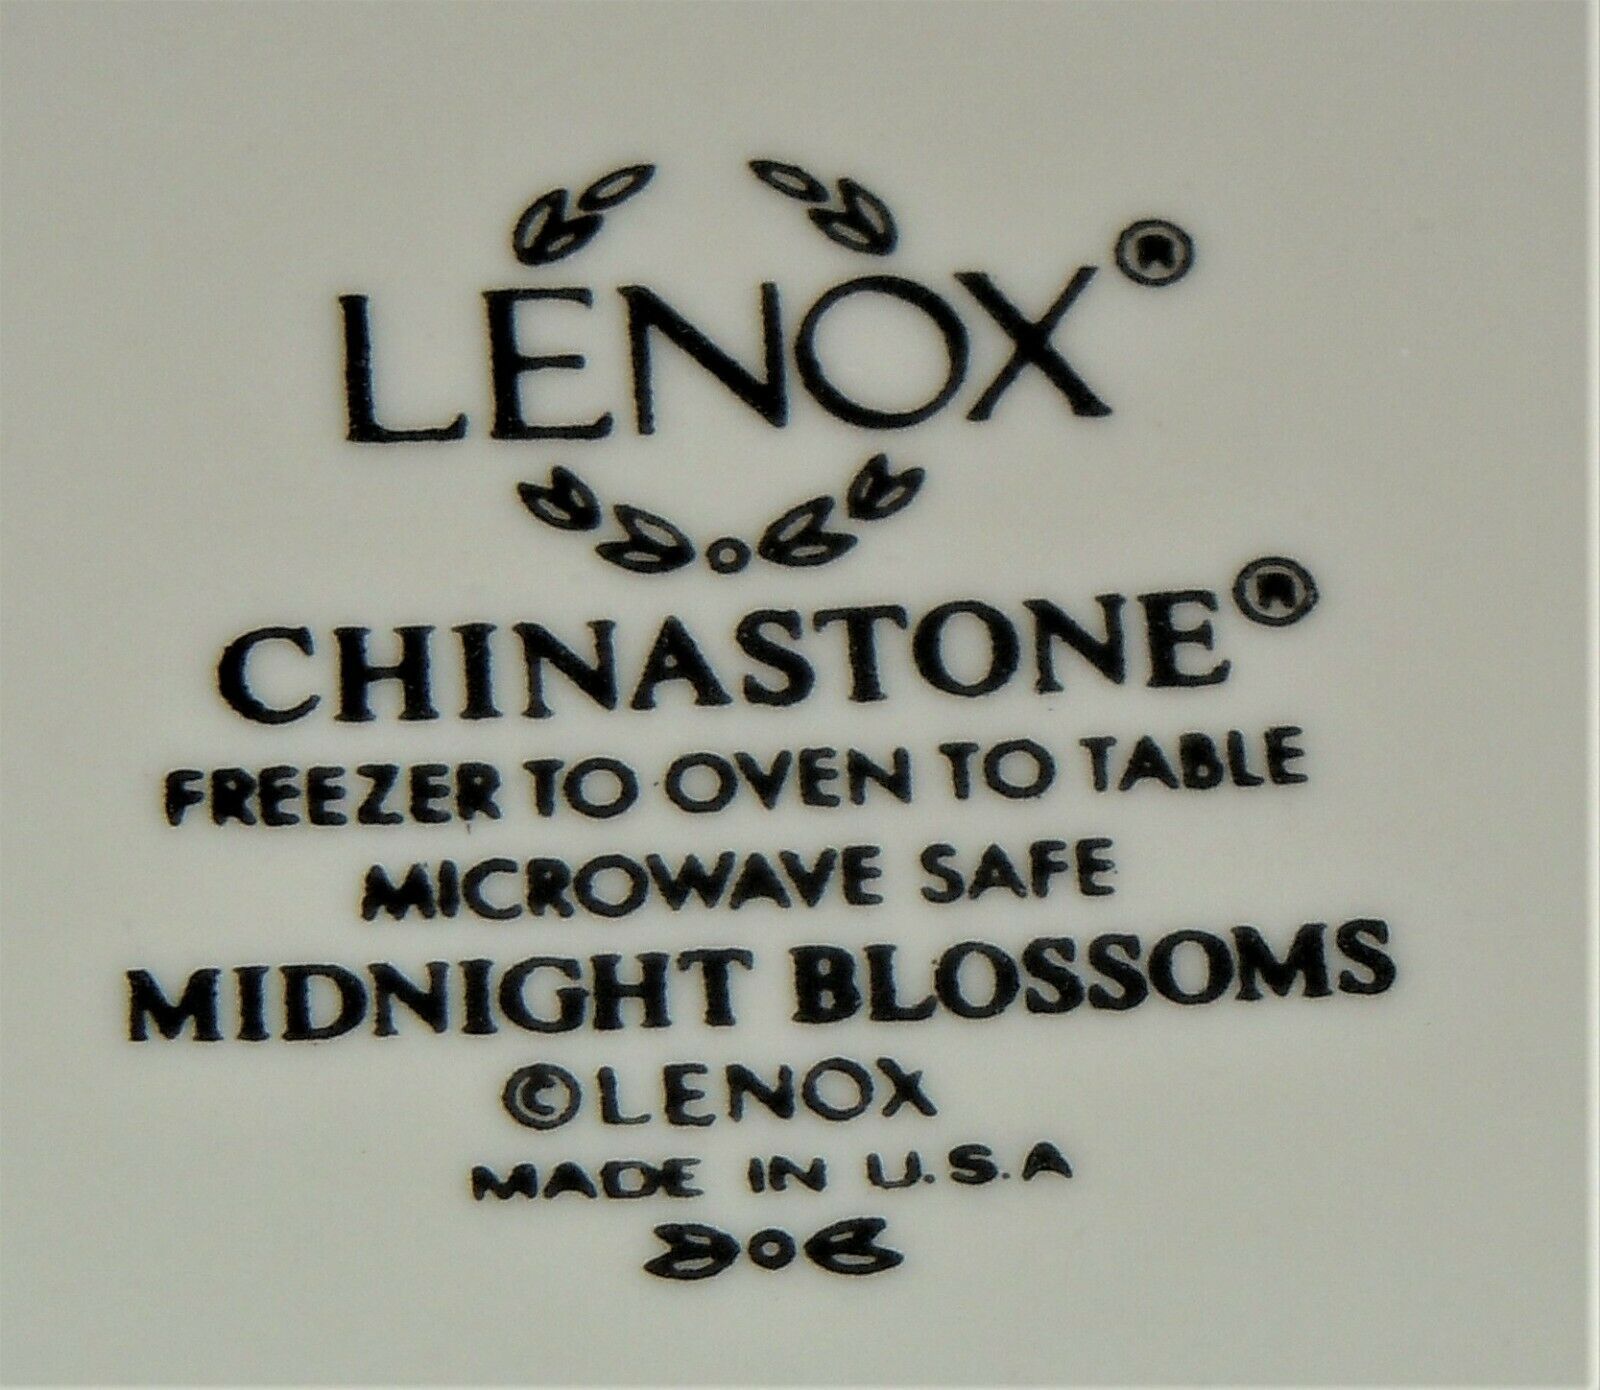 LENOX®
CHINASTONE®
FREEZER TO OVEN TO TABLE
MICROWAVE SAFE
MIDNIGHT BLOSSOMS
©LENOX
MADE IN U.S.A